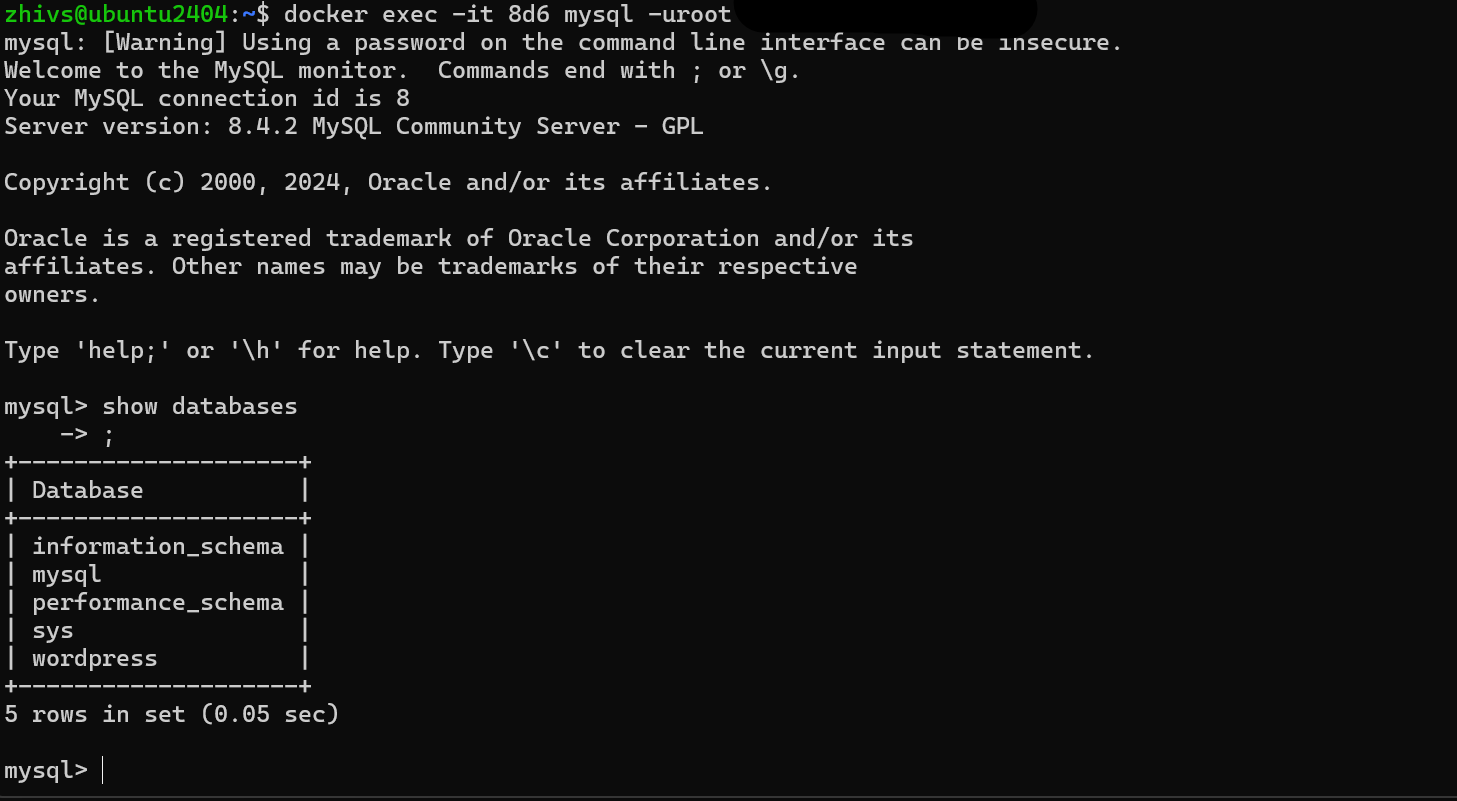 zhivs@ubuntu2404:~$ docker exec -it 8d6 mysql -uroot
mysql: [Warning] Using a password on the command line interface can be insecure.
Welcome to the MySQL monitor.  Commands end with ; or \g.
Your MySQL connection id is 8
Server version: 8.4.2 MySQL Community Server - GPL
Copyright (c) 2000, 2024, Oracle and/or its affiliates.
Oracle is a registered trademark of Oracle Corporation and/or its
affiliates. Other names may be trademarks of their respective
owners.
Type 'help;' or '\h' for help. Type '\c' to clear the current input statement.
mysql> show databases
    -> ;
+--------------------+
| Database           |
+--------------------+
| information_schema |
| mysql              |
| performance_schema |
| sys                |
| wordpress          |
+--------------------+
5 rows in set (0.05 sec)
mysql>